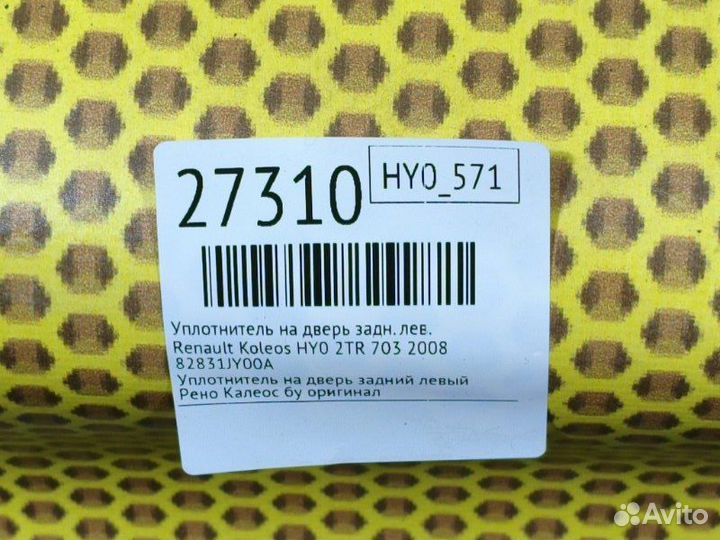 27310
HY0_571
Уплотнитель на дверь задн. лев.
Renault Koleos HY0 2TR 703 2008
82831JY00A
Уплотнитель на дверь задний левый
Рено Калеос бу оригинал
Avito